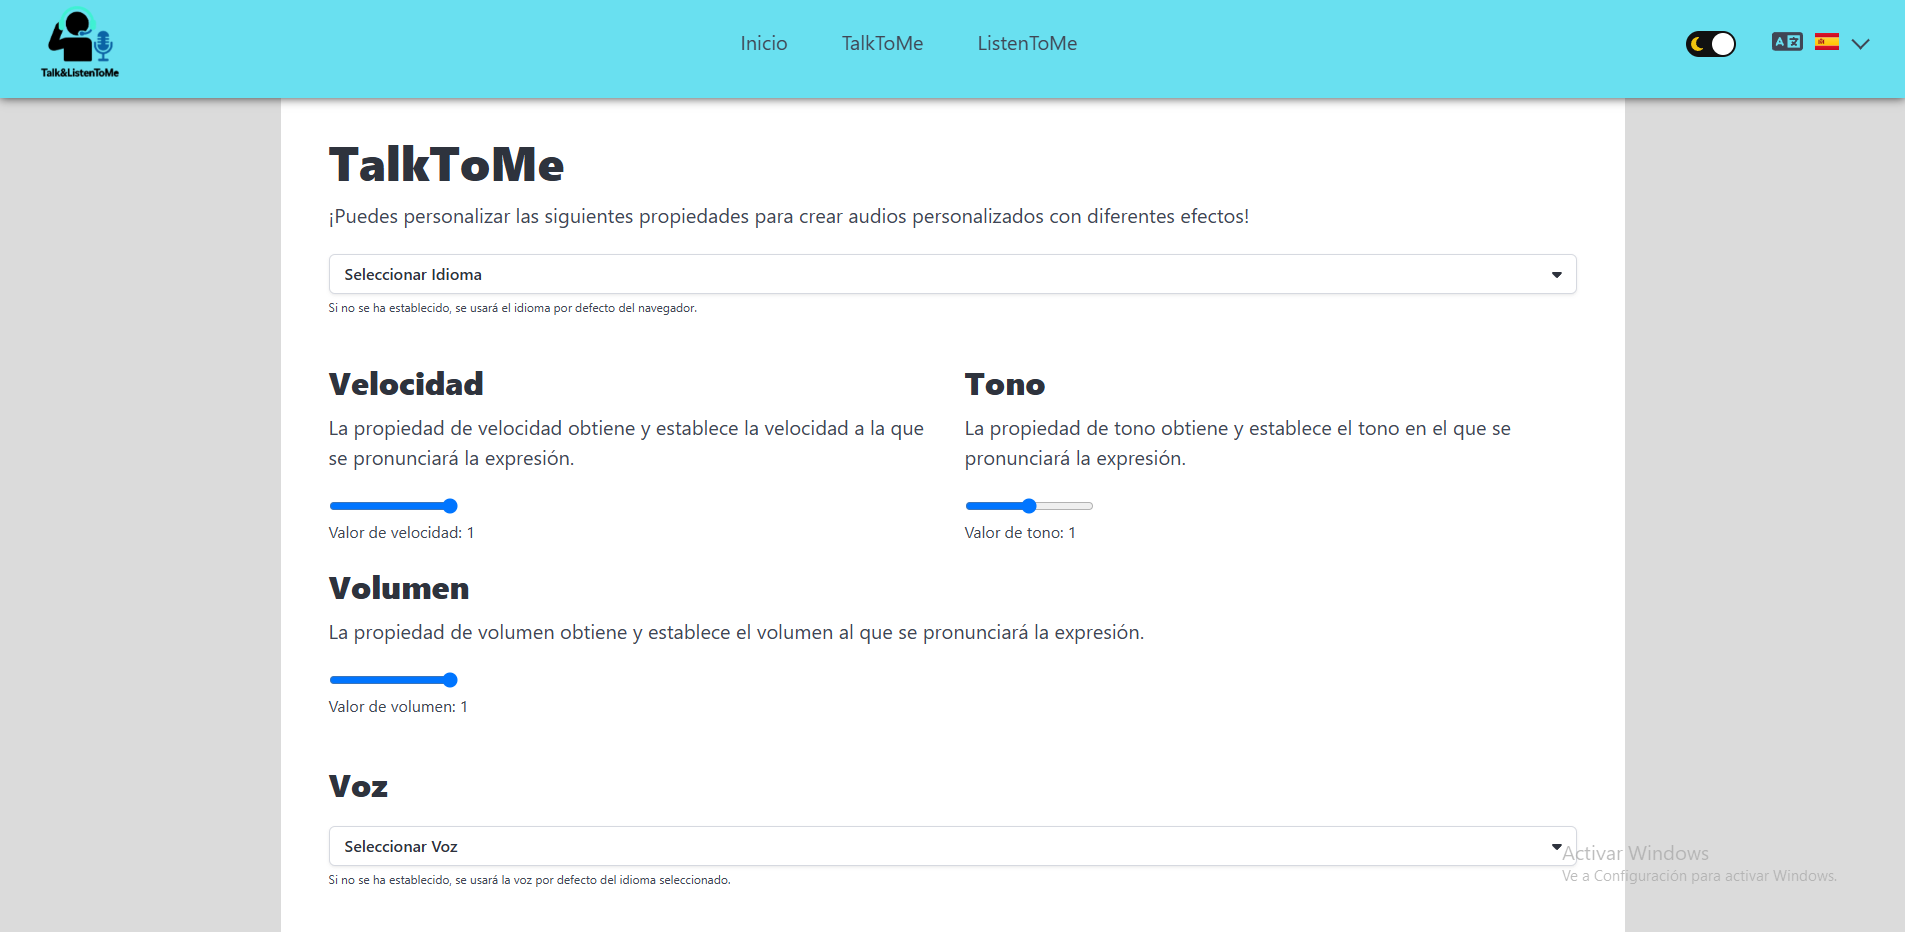 Talk&ListenToMe
Inicio TalkToMe ListenToMe
TalkToMe
¡Puedes personalizar las siguientes propiedades para crear audios personalizados con diferentes efectos!
Seleccionar Idioma
Si no se ha establecido, se usará el idioma por defecto del navegador.
Velocidad
La propiedad de velocidad obtiene y establece la velocidad a la que
se pronunciará la expresión.
Valor de velocidad: 1
Tono
La propiedad de tono obtiene y establece el tono en el que se
pronunciará la expresión.
Valor de tono: 1
Volumen
La propiedad de volumen obtiene y establece el volumen al que se pronunciará la expresión.
Valor de volumen: 1
Voz
Seleccionar Voz
Si no se ha establecido, se usará la voz por defecto del idioma seleccionado.
Activar Windows
Ve a Configuración para activar Windows.